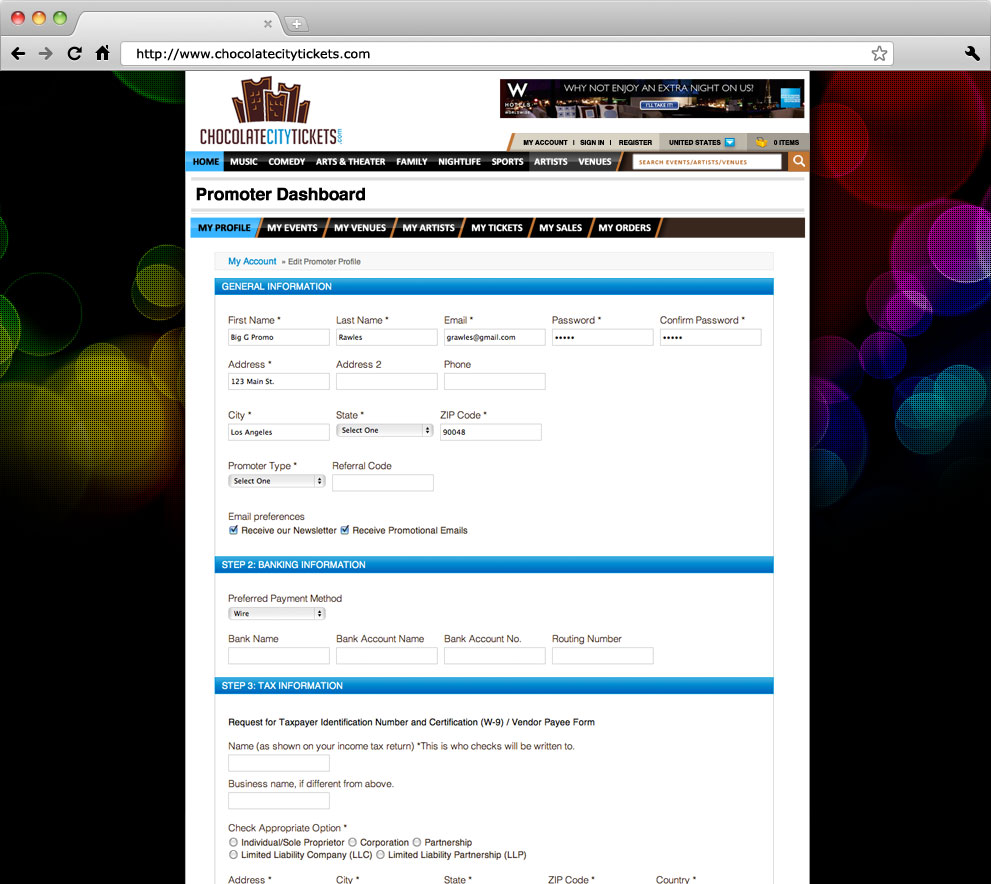 http://www.chocolatecitytickets.com
CHOCOLATECITYTICKETS.com
W
HOTELS
WORLDWIDE
WHY NOT ENJOY AN EXTRA NIGHT ON US?
I'LL TAKE IT!
MY ACCOUNT | SIGN IN | REGISTER UNITED STATES 0 ITEMS
HOME MUSIC COMEDY ARTS & THEATER FAMILY NIGHTLIFE SPORTS ARTISTS VENUES SEARCH EVENTS/ARTISTS/VENUES
Promoter Dashboard
MY PROFILE MY EVENTS MY VENUES MY ARTISTS MY TICKETS MY SALES MY ORDERS
My Account » Edit Promoter Profile
GENERAL INFORMATION
First Name * Last Name * Email * Password * Confirm Password *
Big G Promo Rawles grawles@gmail.com ••••• •••••
Address * Address 2 Phone
123 Main St.
City * State * ZIP Code *
Los Angeles Select One 90048
Promoter Type * Referral Code
Select One
Email preferences
Receive our Newsletter Receive Promotional Emails
STEP 2: BANKING INFORMATION
Preferred Payment Method
Wire
Bank Name Bank Account Name Bank Account No. Routing Number
STEP 3: TAX INFORMATION
Request for Taxpayer Identification Number and Certification (W-9) / Vendor Payee Form
Name (as shown on your income tax return) *This is who checks will be written to.
Business name, if different from above.
Check Appropriate Option *
Individual/Sole Proprietor Corporation Partnership
Limited Liability Company (LLC) Limited Liability Partnership (LLP)
Address * City * State * ZIP Code * Country *